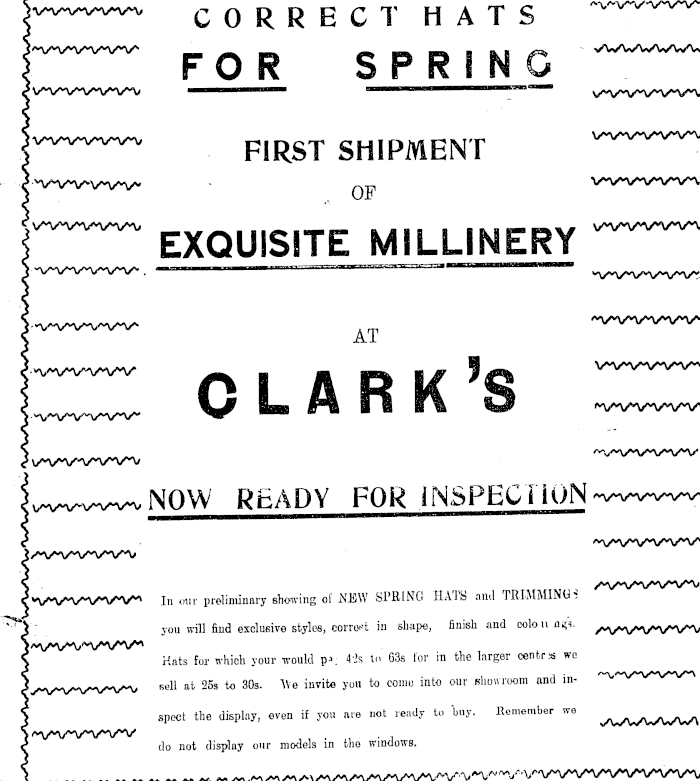 CORRECT HATS
FOR SPRING
FIRST SHIPMENT
OF
EXQUISITE MILLINERY
AT
CLARK'S
NOW READY FOR INSPECTION
In our preliminary showing of NEW SPRING HATS and TRIMMINGS
you will find exclusive styles, correct in shape, finish and colourings.
Hats for which your would pay 42s to 63s for in the larger centres we
sell at 25s to 30s. We invite you to come into our showroom and in-
spect the display, even if you are not ready to buy. Remember we
do not display our models in the windows.